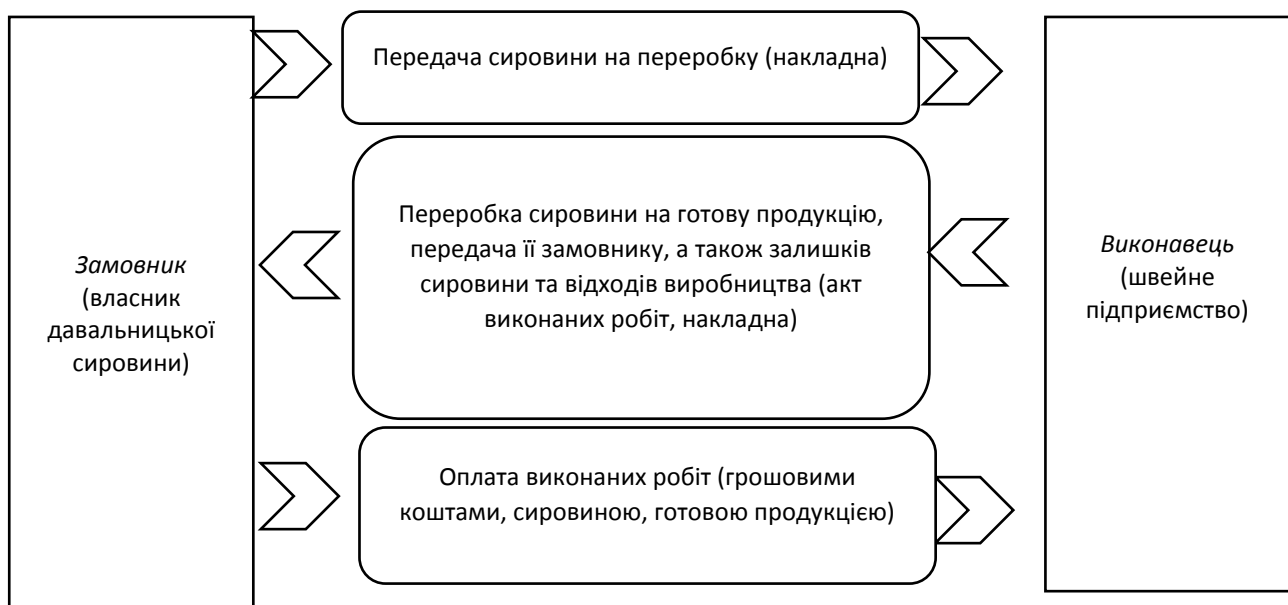 Замовник
(власник
давальницької
сировини)
Передача сировини на переробку (накладна)
Переробка сировини на готову продукцію,
передача її замовнику, а також залишків
сировини та відходів виробництва (акт
виконаних робіт, накладна)
Оплата виконаних робіт (грошовими
коштами, сировиною, готовою продукцією)
Виконавець
(швейне
підприємство)